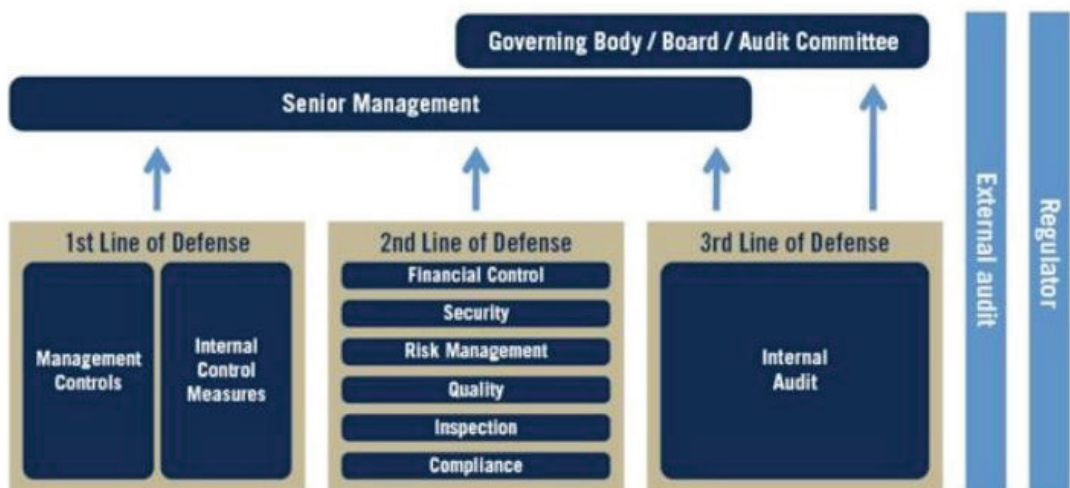 Governing Body / Board / Audit Committee
Senior Management
1st Line of Defense
Management
Controls
Internal
Control
Measures
2nd Line of Defense
Financial Control
Security
Risk Management
Quality
Inspection
Compliance
3rd Line of Defense
Internal
Audit
External audit
Regulator